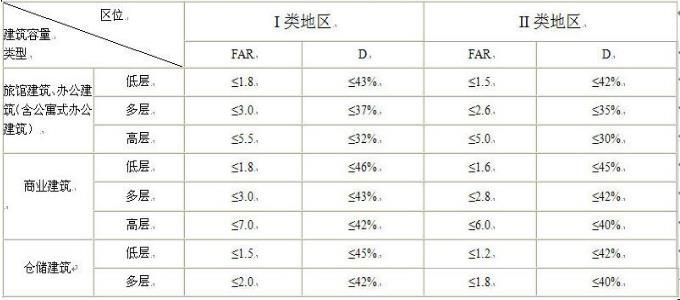 区位 I 类地区 II 类地区
建筑容量
类型 FAR D FAR D
旅馆建筑、办公建筑(含公寓式办公建筑) 低层 ≤1.8 ≤43% ≤1.5 ≤42%
多层 ≤3.0 ≤37% ≤2.6 ≤35%
高层 ≤5.5 ≤32% ≤5.0 ≤30%
商业建筑 低层 ≤1.8 ≤46% ≤1.6 ≤45%
多层 ≤3.0 ≤43% ≤2.8 ≤42%
高层 ≤7.0 ≤42% ≤6.0 ≤40%
仓储建筑 低层 ≤1.5 ≤45% ≤1.2 ≤42%
多层 ≤2.0 ≤42% ≤1.8 ≤40%